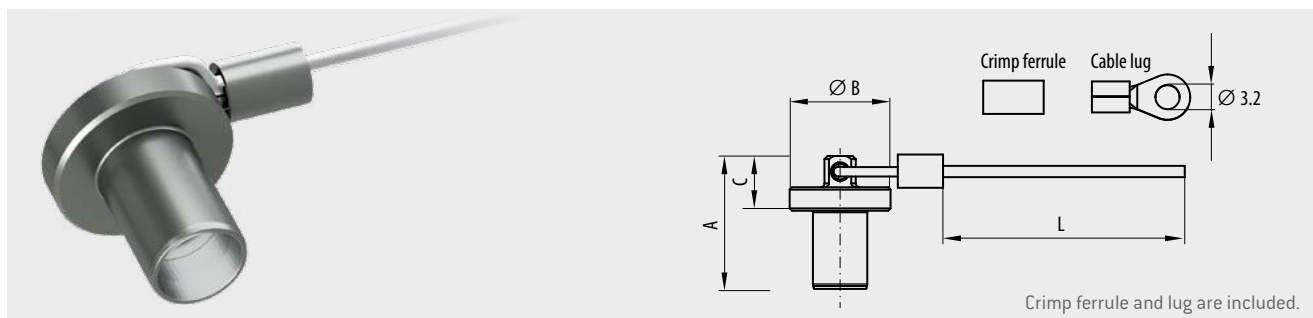 Crimp ferrule
Cable lug
Ø B
Ø 3.2
C
A
L
Crimp ferrule and lug are included.